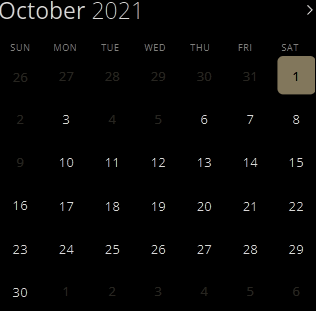 October 2021
SUN MON TUE WED THU FRI SAT
26 27 28 29 30 31 1
2 3 4 5 6 7 8
9 10 11 12 13 14 15
16 17 18 19 20 21 22
23 24 25 26 27 28 29
30 1 2 3 4 5 6